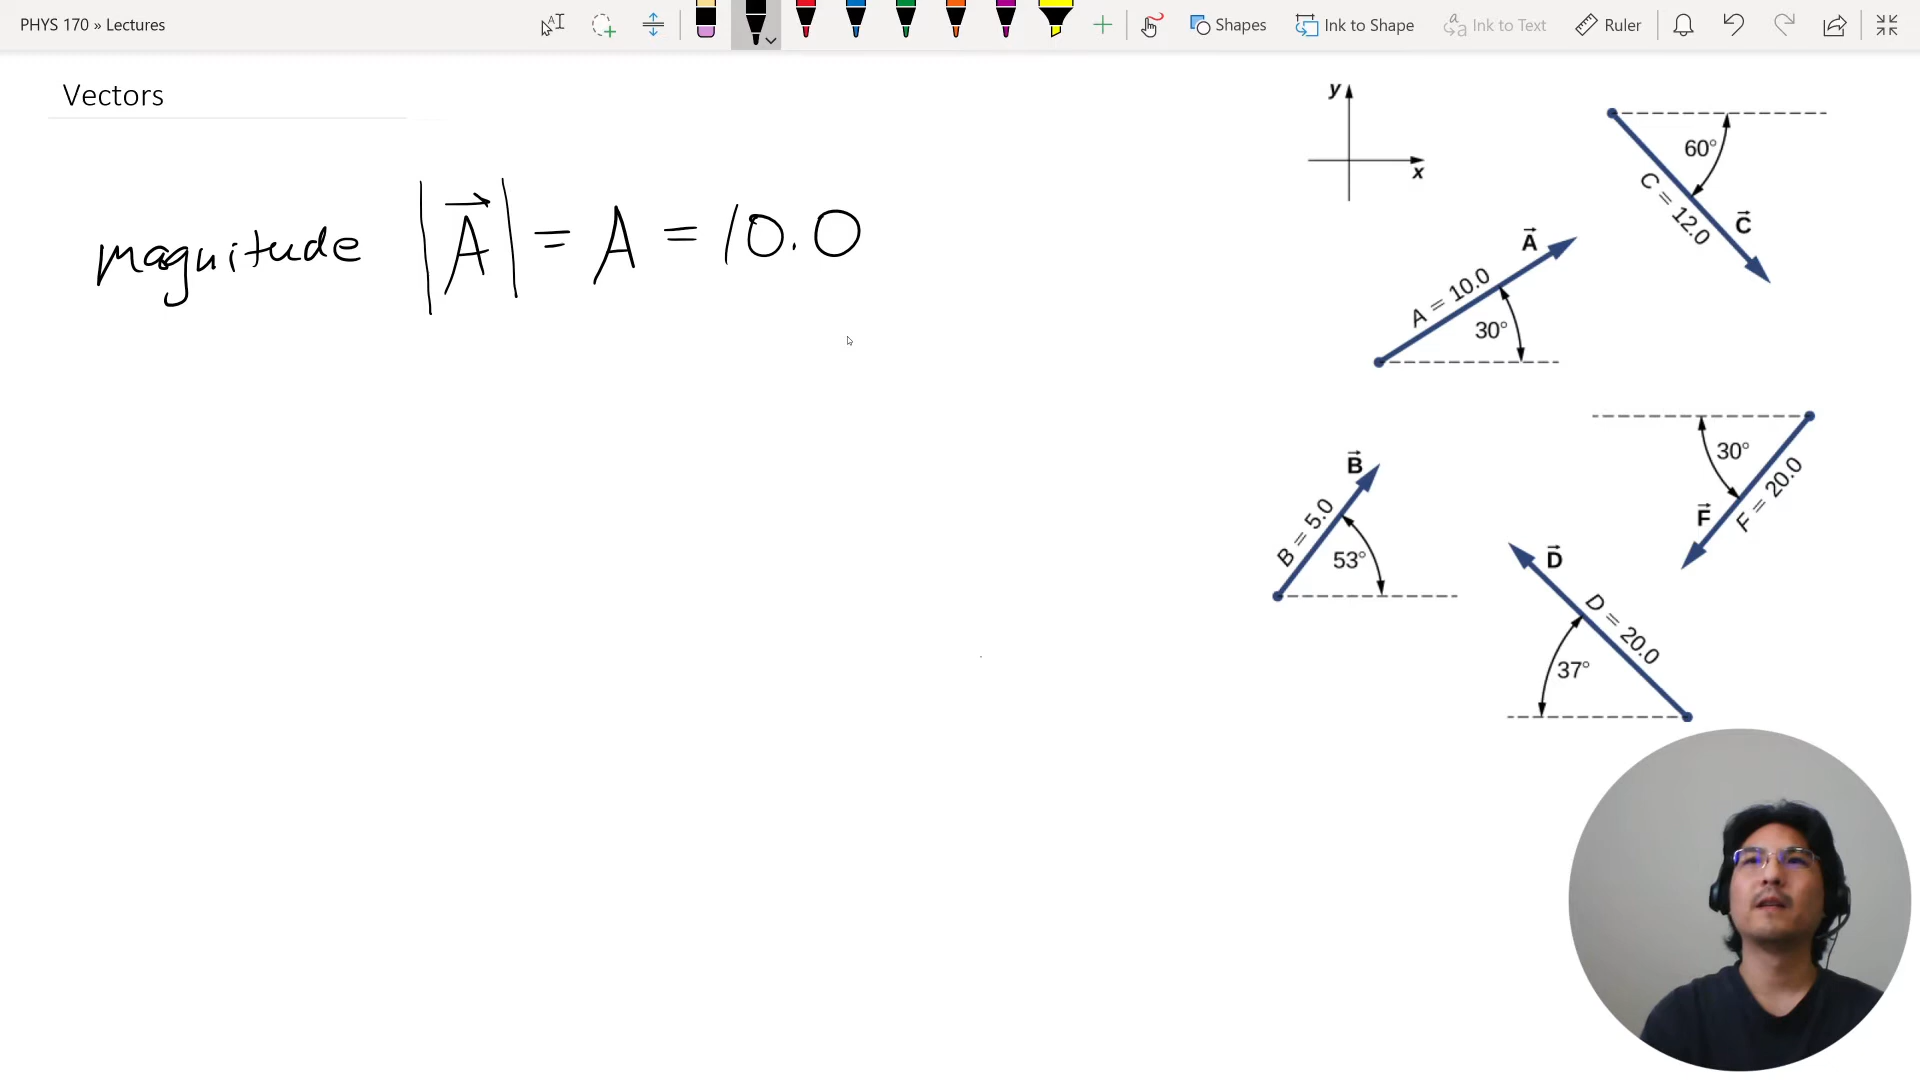 PHYS 170 » Lectures
Shapes
Ink to Shape
Ink to Text
Ruler
Vectors
magnitude |A⃗| = A = 10.0
y
x
60°
C = 12.0
C⃗
A⃗
A = 10.0
30°
30°
F = 20.0
F⃗
B⃗
B = 5.0
53°
D⃗
D = 20.0
37°